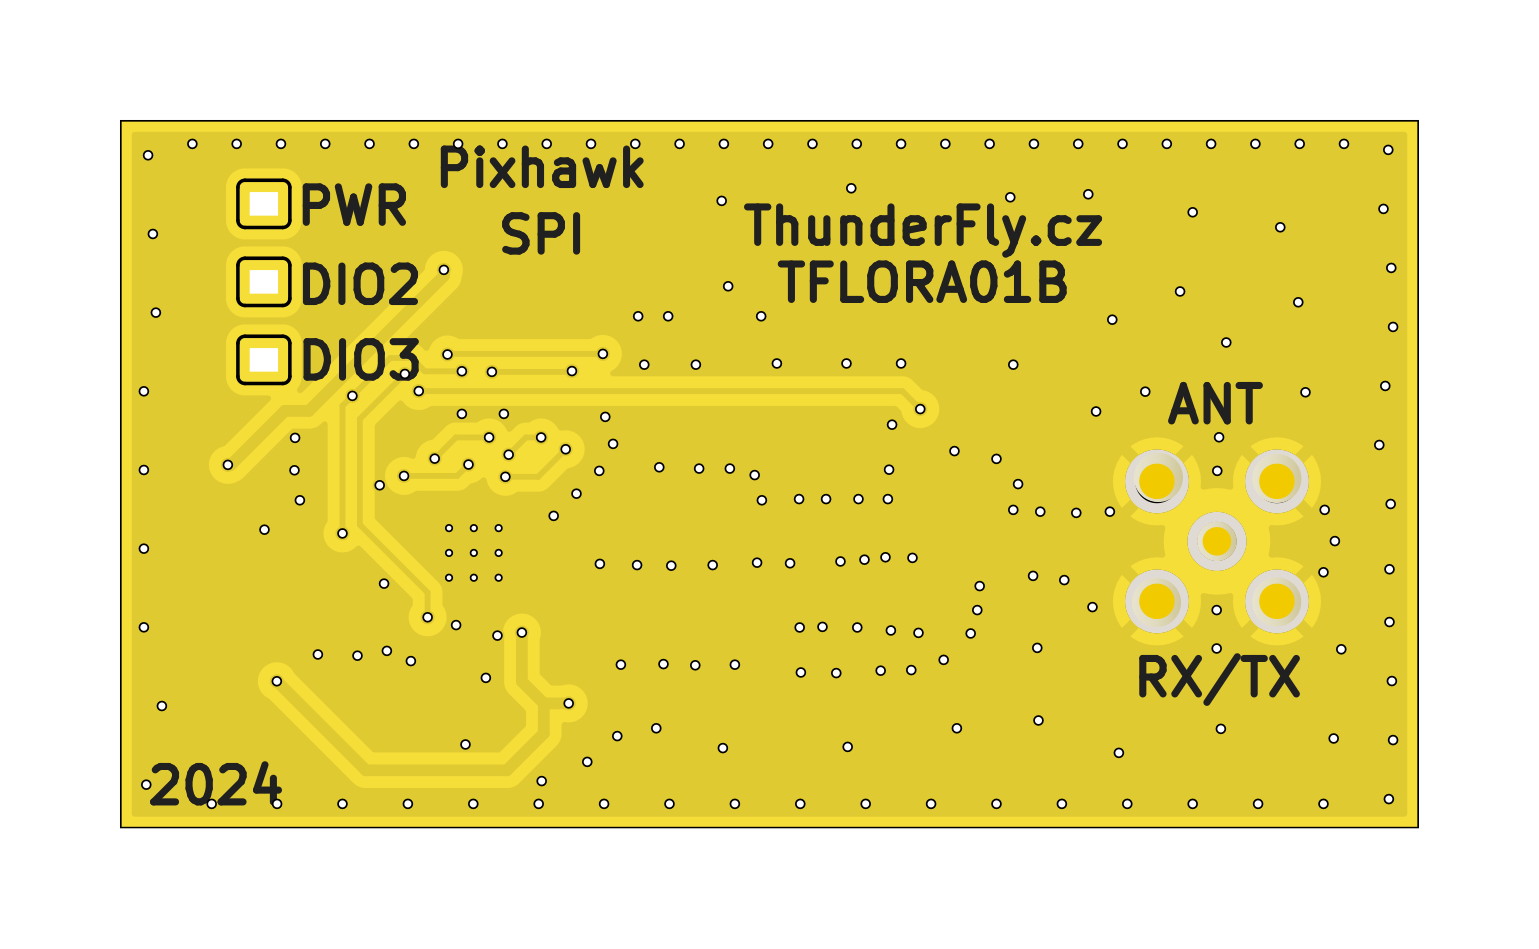 Pixhawk
SPI
PWR
DIO2
DIO3
ThunderFly.cz
TFLORA01B
ANT
RX/TX
2024